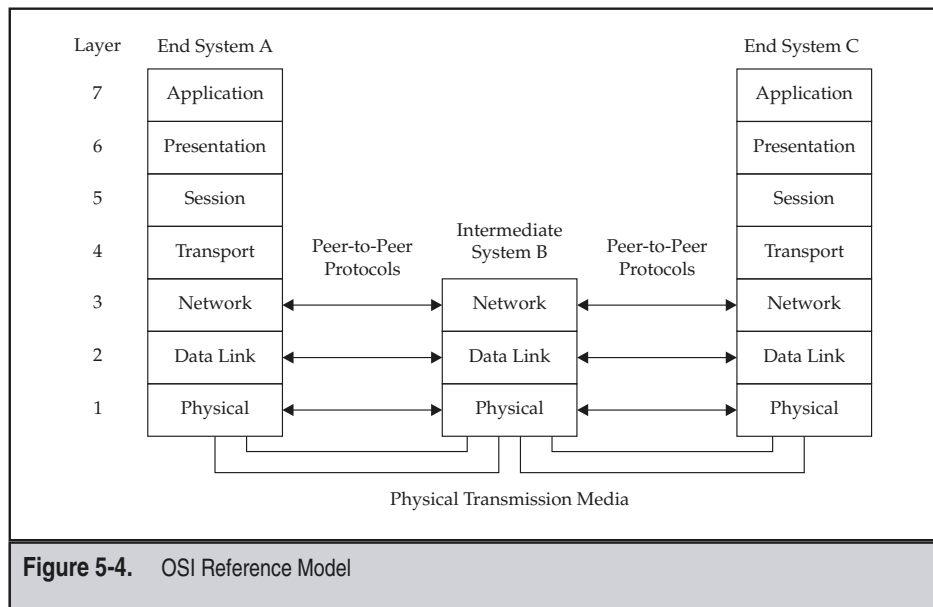 Layer End System A End System C
7 Application Application
6 Presentation Presentation
5 Session Session
Intermediate
System B
4 Transport Transport
Peer-to-Peer
Protocols
Peer-to-Peer
Protocols
3 Network Network Network
2 Data Link Data Link Data Link
1 Physical Physical Physical
Physical Transmission Media
Figure 5-4. OSI Reference Model